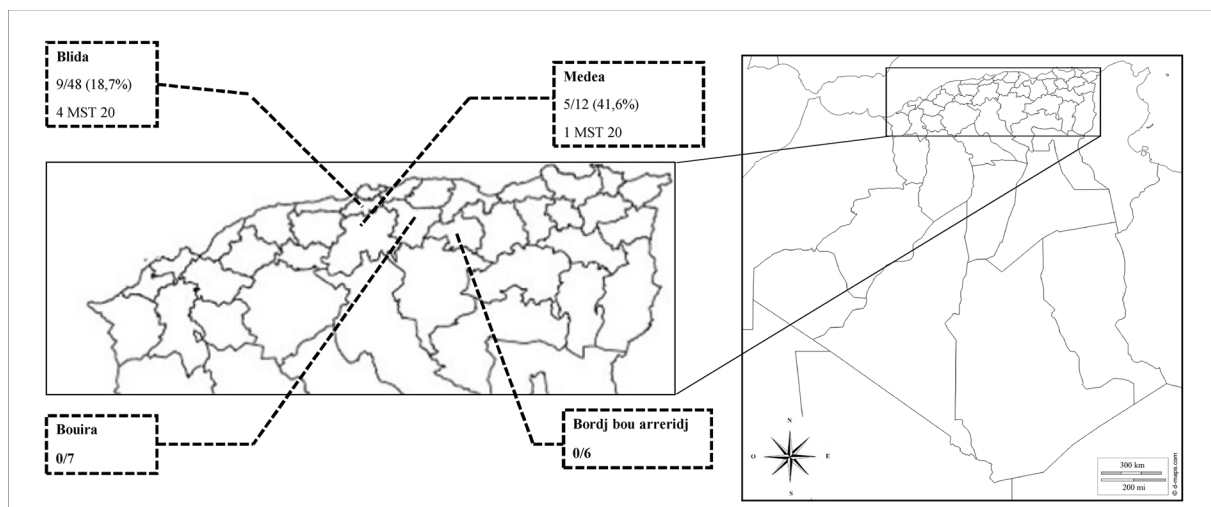 Blida
9/48 (18,7%)
4 MST 20
Medea
5/12 (41,6%)
1 MST 20
Bouira
0/7
Bordj bou arreridj
0/6
N
O
E
S
300 km
200 mi
© d-maps.com